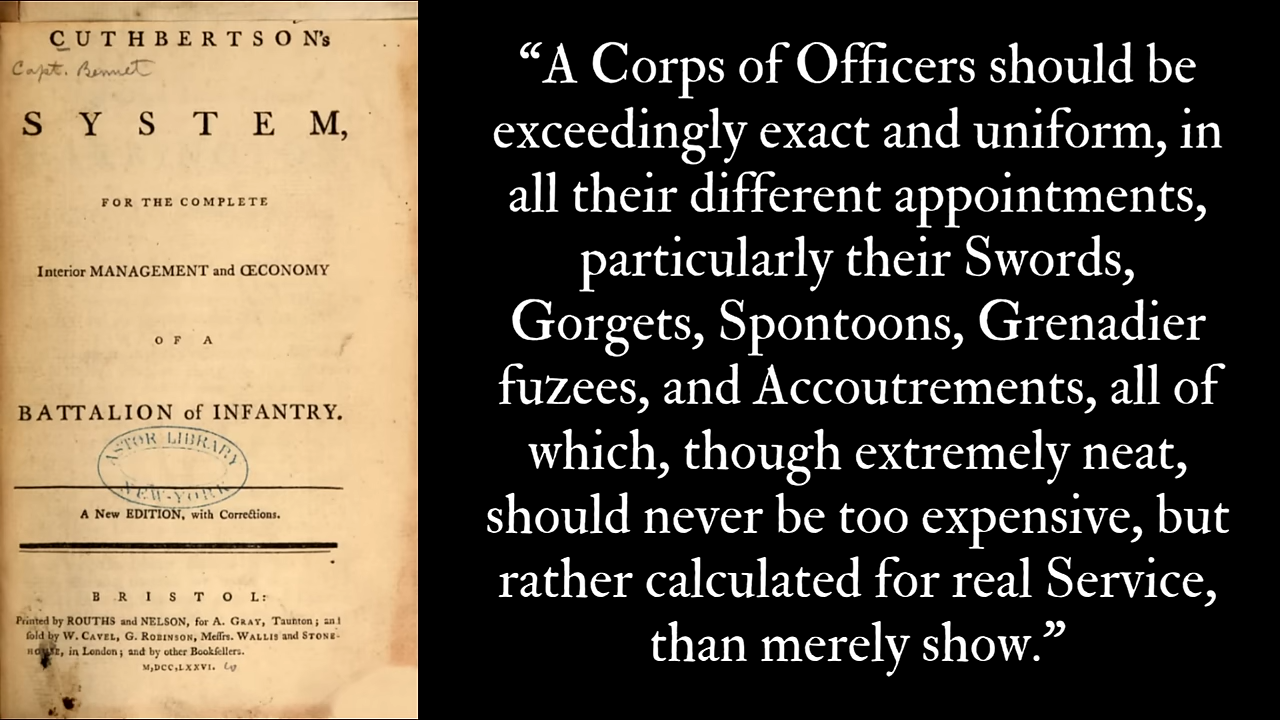 CUTHBERTSON's
Capt. Bennet
SYSTEM,
FOR THE COMPLETE
Interior MANAGEMENT and ŒCONOMY
OF A
BATTALION of INFANTRY.
ASTOR LIBRARY
NEW-YORK
A New EDITION, with Corrections.
BRISTOL:
Printed by ROUTHS and NELSON, for A. GRAY, Taunton; and
ſold by W. CAVEL, G. ROBINSON, Meſſrs. WALLIS and STONE-
HOUSE, in London; and by other Bookſellers.
M,DCC,LXXVI.
“A Corps of Officers should be
exceedingly exact and uniform, in
all their different appointments,
particularly their Swords,
Gorgets, Spontoons, Grenadier
fuzees, and Accoutrements, all of
which, though extremely neat,
should never be too expensive, but
rather calculated for real Service,
than merely show.”